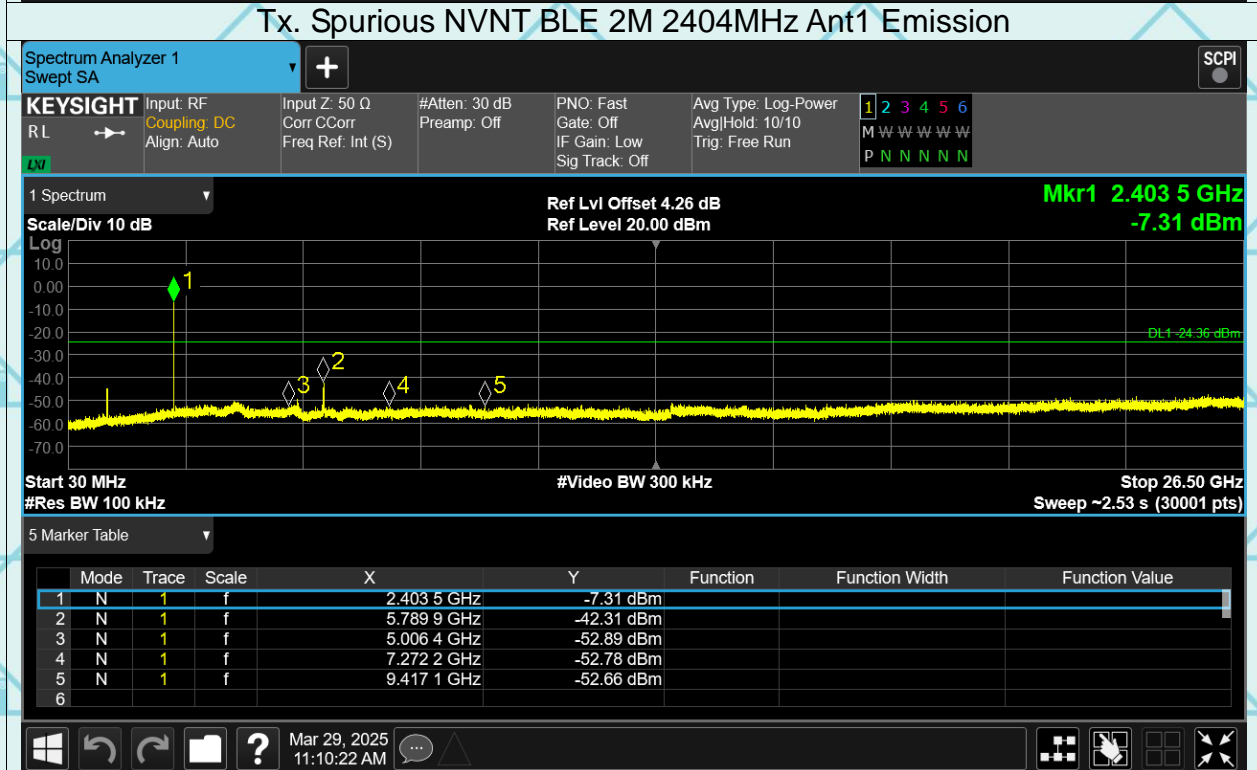 Tx. Spurious NVNT BLE 2M 2404MHz Ant1 Emission
Spectrum Analyzer 1
Swept SA
+
SCPI
KEYSIGHT Input: RF Input Z: 50 Ω #Atten: 30 dB PNO: Fast Avg Type: Log-Power 1 2 3 4 5 6
RL Coupling: DC Corr CCorr Preamp: Off Gate: Off Avg|Hold: 10/10 M W W W W W
Align: Auto Freq Ref: Int (S) IF Gain: Low Trig: Free Run
LXI Sig Track: Off P N N N N N
1 Spectrum Mkr1 2.403 5 GHz
Ref Lvl Offset 4.26 dB -7.31 dBm
Scale/Div 10 dB Ref Level 20.00 dBm
Log
10.0
1
0.00
-10.0
-20.0 DL1 -24.36 dBm
-30.0
2
-40.0
3 4 5
-50.0
-60.0
-70.0
Start 30 MHz #Video BW 300 kHz Stop 26.50 GHz
#Res BW 100 kHz Sweep ~2.53 s (30001 pts)
5 Marker Table
Mode Trace Scale X Y Function Function Width Function Value
1 N 1 f 2.403 5 GHz -7.31 dBm
2 N 1 f 5.789 9 GHz -42.31 dBm
3 N 1 f 5.006 4 GHz -52.89 dBm
4 N 1 f 7.272 2 GHz -52.78 dBm
5 N 1 f 9.417 1 GHz -52.66 dBm
6
? Mar 29, 2025
11:10:22 AM